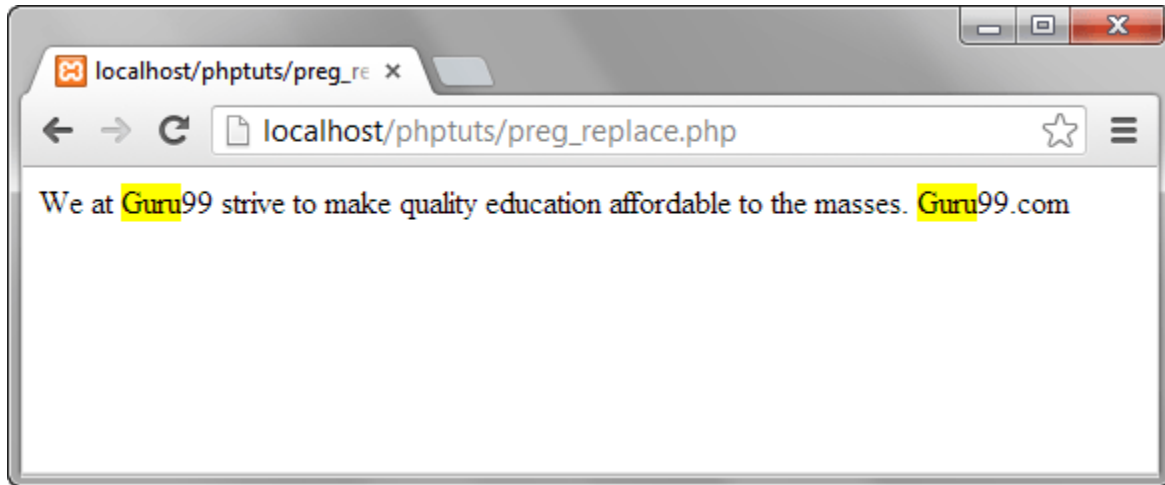 localhost/phptuts/preg_re
localhost/phptuts/preg_replace.php
We at Guru99 strive to make quality education affordable to the masses. Guru99.com